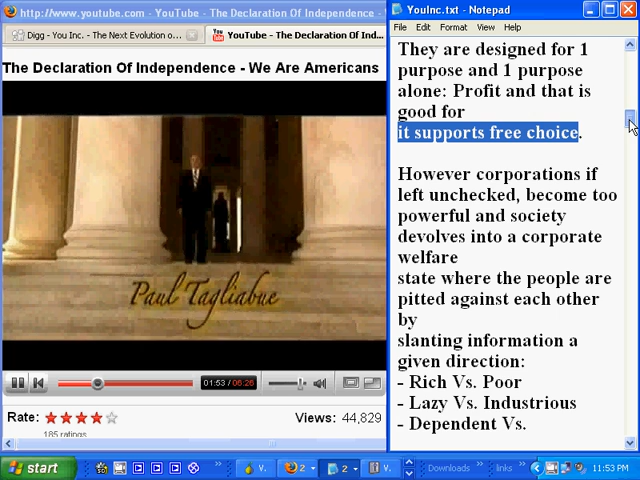 http://www.youtube.com - YouTube - The Declaration Of Independence -
Digg - You Inc. - The Next Evolution o...
YouTube - The Declaration Of Ind...
The Declaration Of Independence - We Are Americans
Paul Tagliabue
01:53 / 06:26
Rate:
Views: 44,829
185 ratings
YouInc.txt - Notepad
File Edit Format View Help
They are designed for 1
purpose and 1 purpose
alone: Profit and that is
good for
it supports free choice.
However corporations if
left unchecked, become too
powerful and society
devolves into a corporate
welfare
state where the people are
pitted against each other
by
slanting information a
given direction:
- Rich Vs. Poor
- Lazy Vs. Industrious
- Dependent Vs.
start
V.
2
2
V.
Downloads
links
11:53 PM